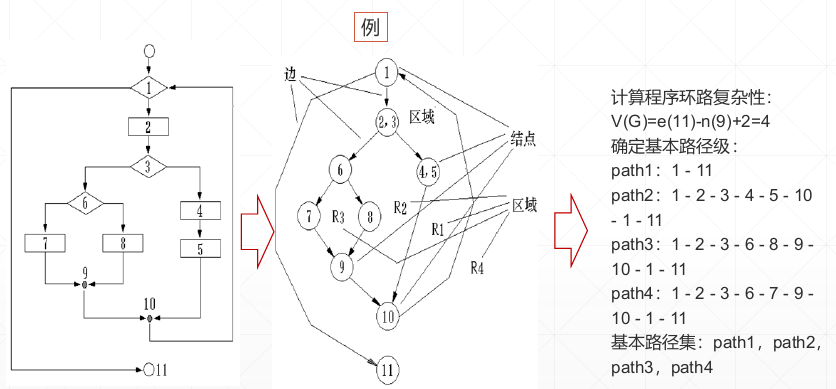 例
1
2
3
6
4
7
8
5
9
10
11
边
1
2, 3
区域
结点
6
4, 5
7
R3
8
R2
区域
R1
9
R4
10
11
计算程序环路复杂性：
V(G)=e(11)-n(9)+2=4
确定基本路径级：
path1：1 - 11
path2：1 - 2 - 3 - 4 - 5 - 10
- 1 - 11
path3：1 - 2 - 3 - 6 - 8 - 9 -
10 - 1 - 11
path4：1 - 2 - 3 - 6 - 7 - 9 -
10 - 1 - 11
基本路径集：path1，path2，
path3，path4